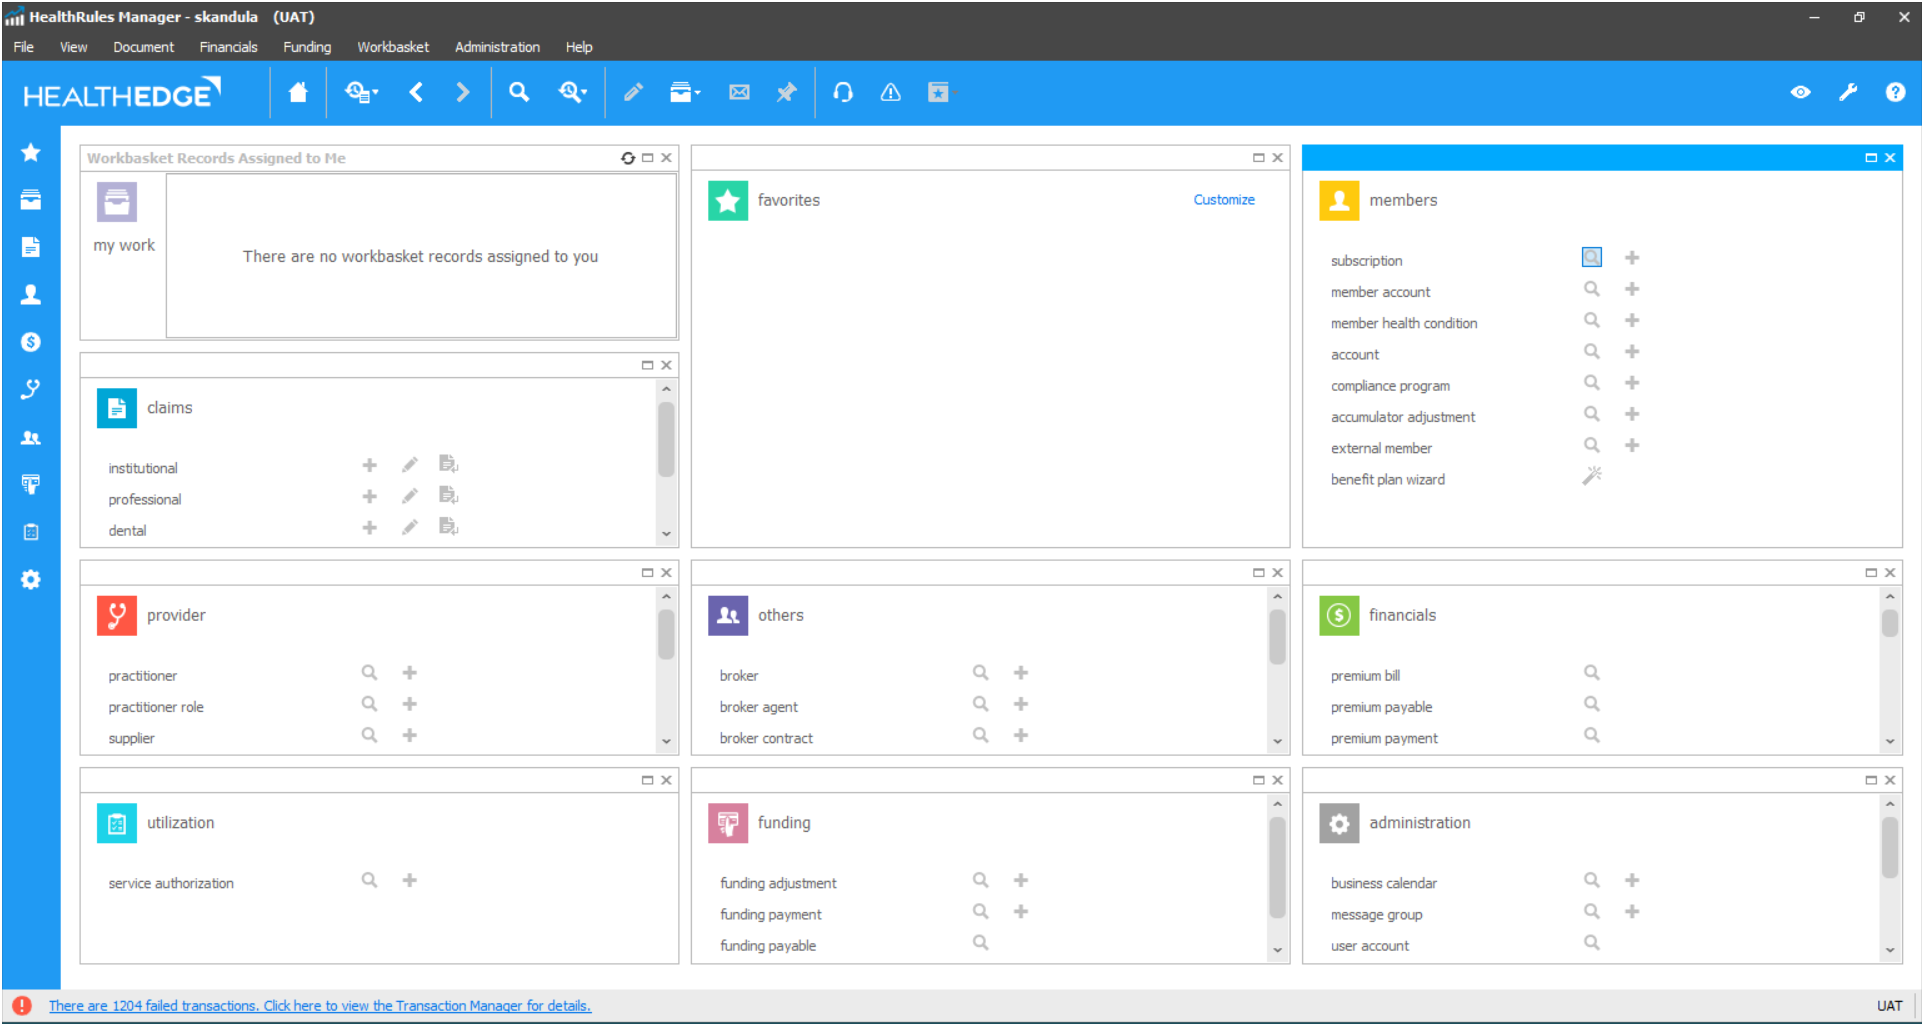 HealthRules Manager - skandula (UAT)
File View Document Financials Funding Workbasket Administration Help
HEALTHEDGE
Workbasket Records Assigned to Me
my work
There are no workbasket records assigned to you
favorites
Customize
members
subscription
member account
member health condition
account
compliance program
accumulator adjustment
external member
benefit plan wizard
claims
institutional
professional
dental
provider
practitioner
practitioner role
supplier
others
broker
broker agent
broker contract
financials
premium bill
premium payable
premium payment
utilization
service authorization
funding
funding adjustment
funding payment
funding payable
administration
business calendar
message group
user account
There are 1204 failed transactions. Click here to view the Transaction Manager for details.
UAT